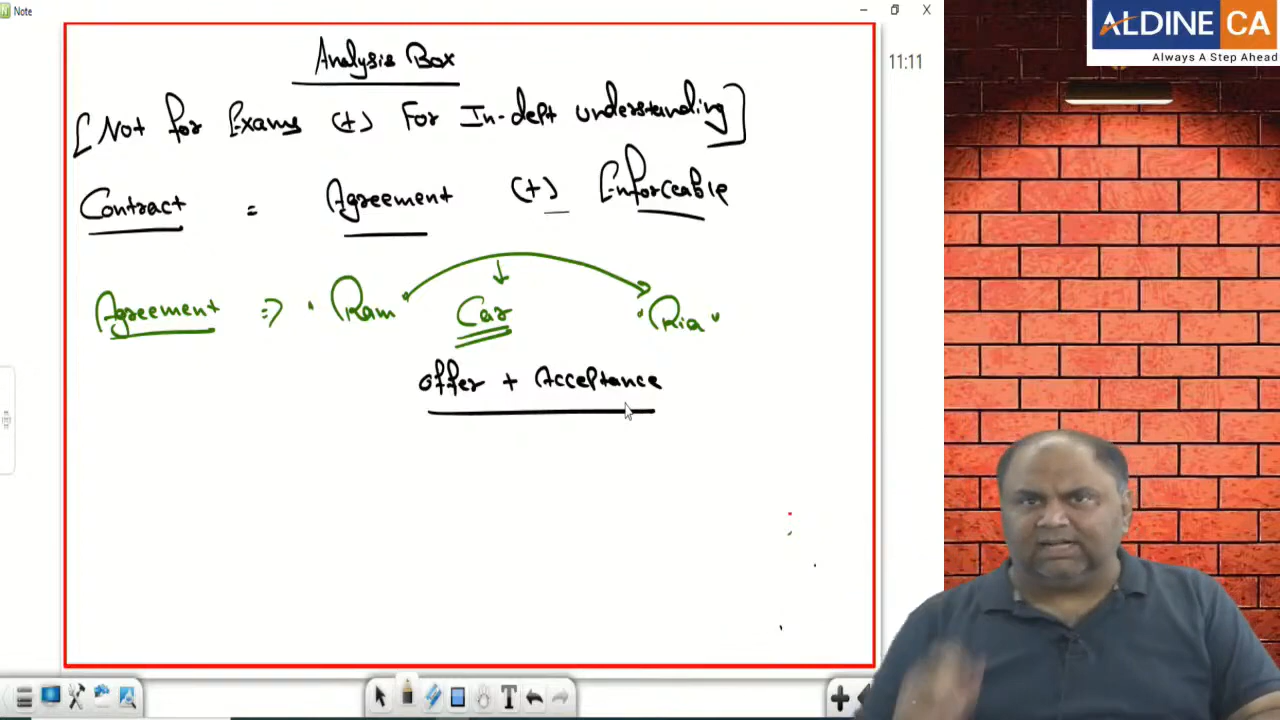 Note
ALDINE CA
Always A Step Ahead
11:11
Analysis Box
[Not for Exams (+) For In-dept understanding]
Contract = Agreement (+) Enforceable
Agreement => Ram Car Ria
offer + Acceptance